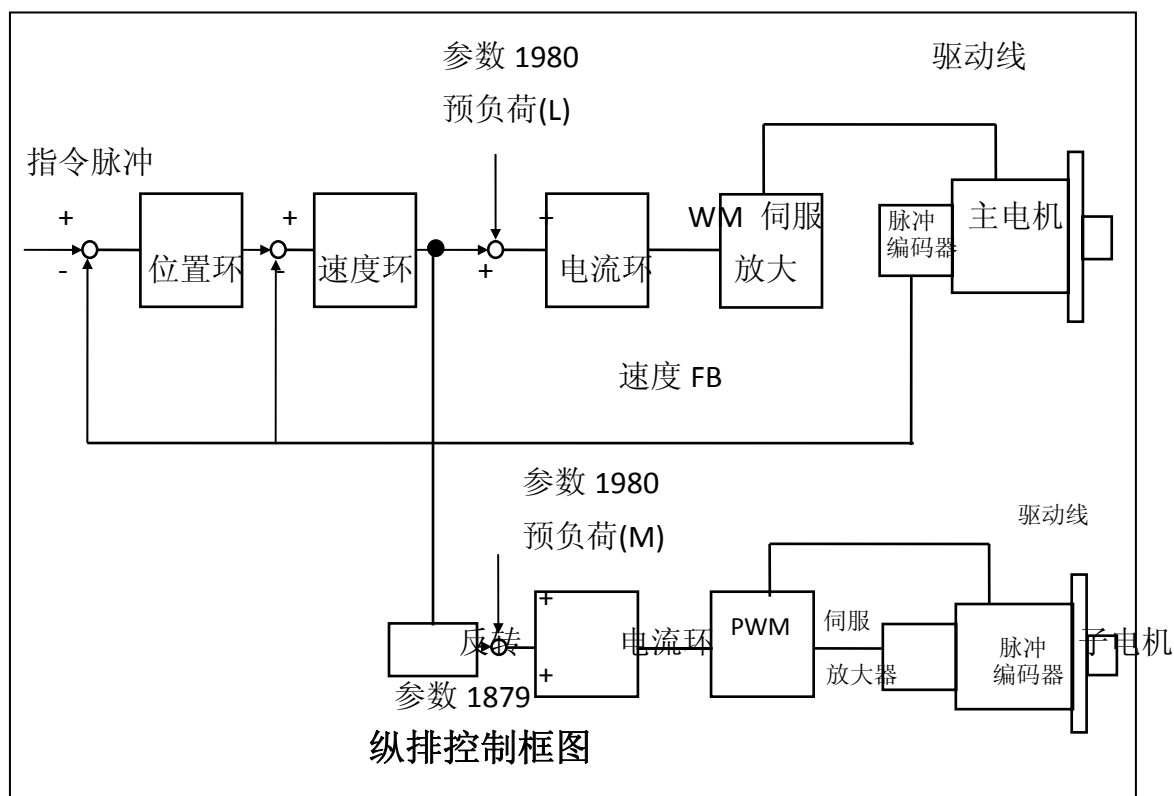 参数 1980
预负荷(L)
驱动线
指令脉冲
+
-
位置环
+
-
速度环
+
+
电流环
WM 伺服
放大
脉冲
编码器
主电机
速度 FB
参数 1980
预负荷(M)
驱动线
反转
参数 1879
+
+
电流环
PWM
伺服
放大器
脉冲
编码器
子电机
纵排控制框图